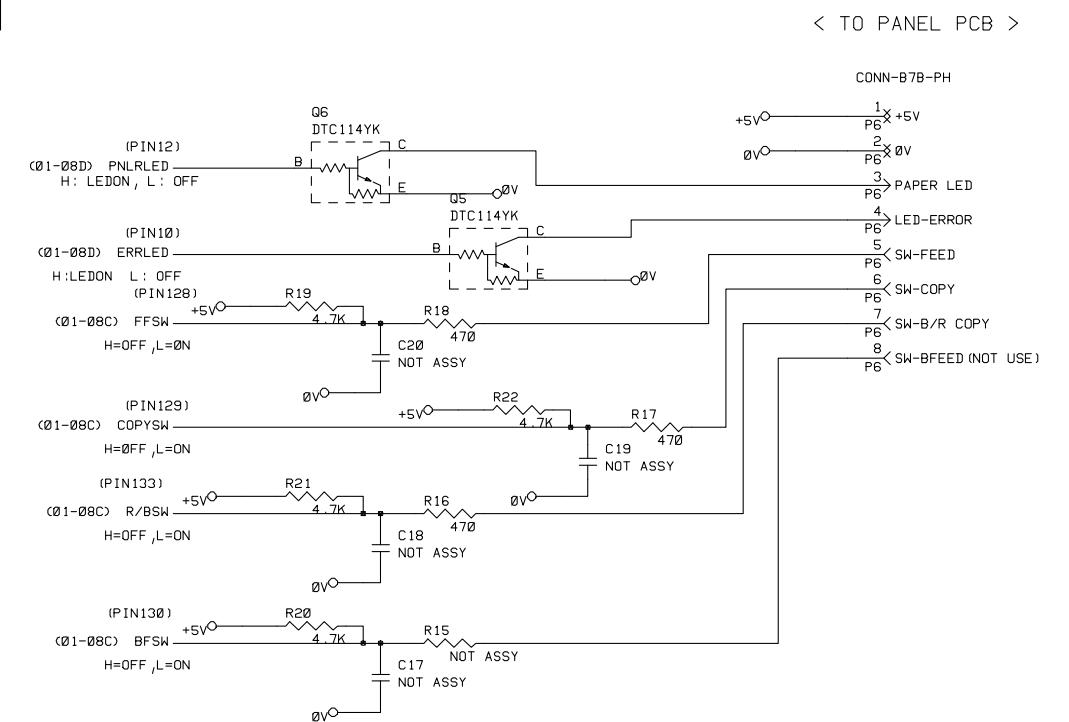 < TO PANEL PCB >
CONN-B7B-PH
+5V
1
P6
+5V
0V
2
P6
0V
3
P6
PAPER LED
4
P6
LED-ERROR
5
P6
SW-FEED
6
P6
SW-COPY
7
P6
SW-B/R COPY
8
P6
SW-BFEED(NOT USE)
Q6
DTC114YK
(PIN12)
(Ø1-Ø8D) PNLRLED
H: LEDON, L: OFF
B
C
E
ØV
Q5
DTC114YK
(PIN1Ø)
(Ø1-Ø8D) ERRLED
H:LEDON L: OFF
B
C
E
ØV
(PIN128)
+5V
R19
4.7K
(Ø1-Ø8C) FFSW
H=OFF,L=ØN
R18
47Ø
C2Ø
NOT ASSY
ØV
(PIN129)
+5V
R22
4.7K
(Ø1-Ø8C) COPYSW
H=ØFF,L=ON
R17
47Ø
C19
NOT ASSY
ØV
(PIN133)
+5V
R21
4.7K
(Ø1-Ø8C) R/BSW
H=OFF,L=ON
R16
47Ø
C18
NOT ASSY
ØV
(PIN13Ø)
+5V
R2Ø
4.7K
(Ø1-Ø8C) BFSW
H=OFF,L=ON
R15
NOT ASSY
C17
NOT ASSY
ØV